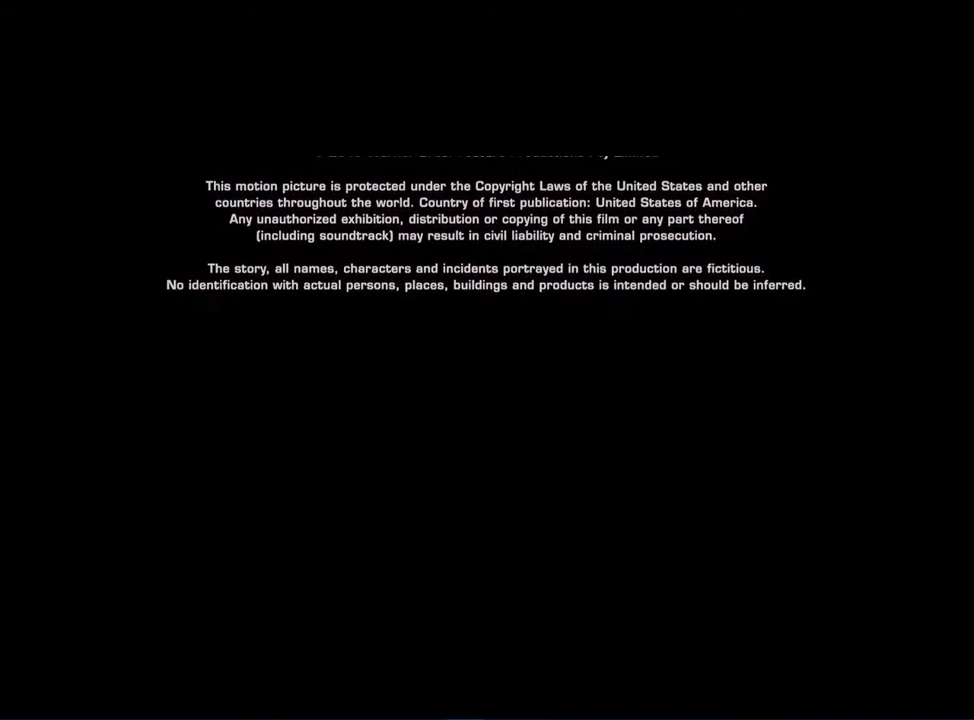 This motion picture is protected under the Copyright Laws of the United States and other
countries throughout the world. Country of first publication: United States of America.
Any unauthorized exhibition, distribution or copying of this film or any part thereof
(including soundtrack) may result in civil liability and criminal prosecution.
The story, all names, characters and incidents portrayed in this production are fictitious.
No identification with actual persons, places, buildings and products is intended or should be inferred.